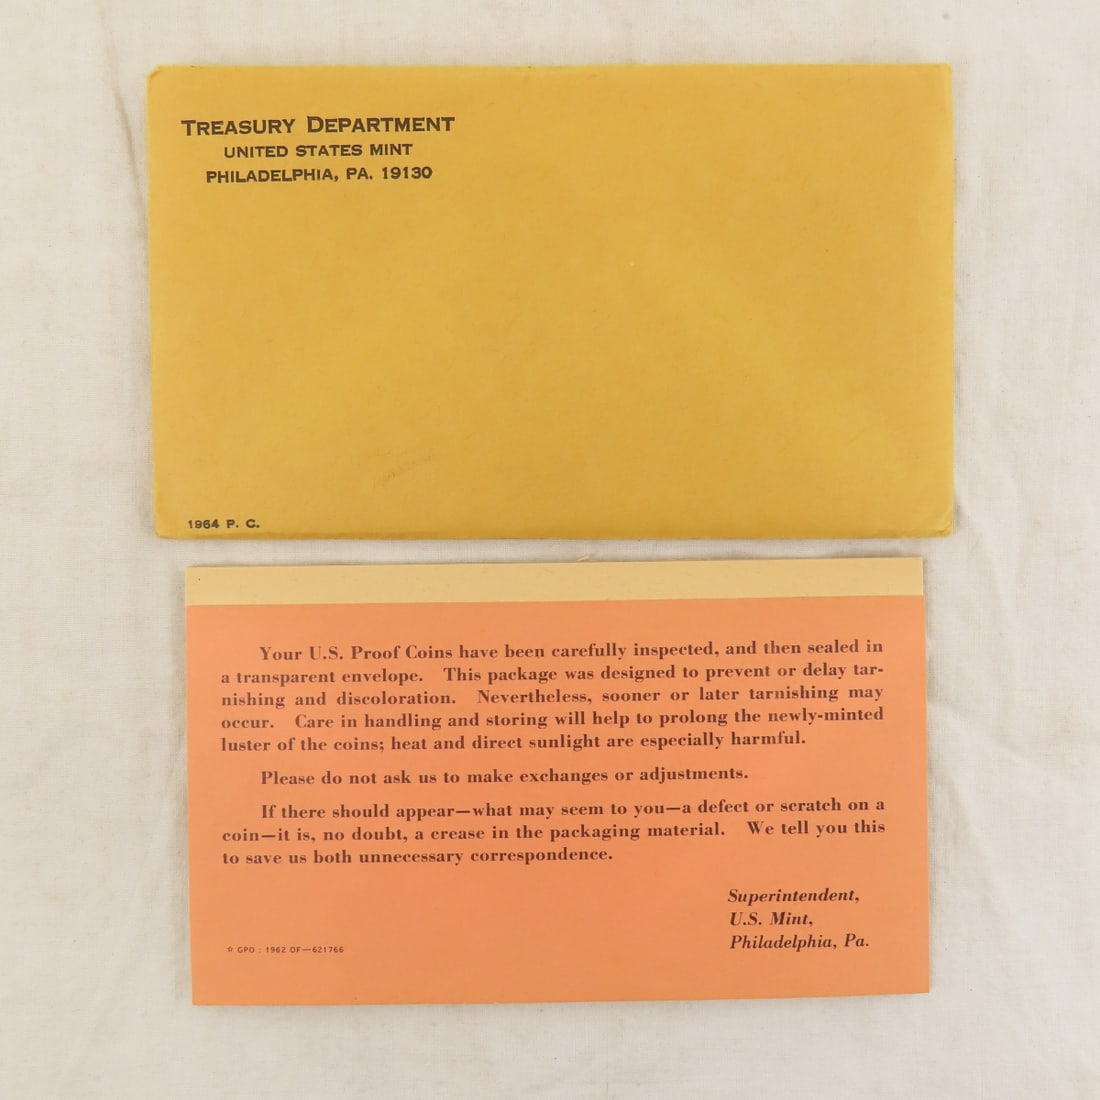 TREASURY DEPARTMENT
UNITED STATES MINT
PHILADELPHIA, PA. 19130
1964 P. C.
Your U.S. Proof Coins have been carefully inspected, and then sealed in
a transparent envelope. This package was designed to prevent or delay tar-
nishing and discoloration. Nevertheless, sooner or later tarnishing may
occur. Care in handling and storing will help to prolong the newly-minted
luster of the coins; heat and direct sunlight are especially harmful.
Please do not ask us to make exchanges or adjustments.
If there should appear—what may seem to you—a defect or scratch on a
coin—it is, no doubt, a crease in the packaging material. We tell you this
to save us both unnecessary correspondence.
Superintendent,
U.S. Mint,
Philadelphia, Pa.
☆ GPO : 1962 OF—621766